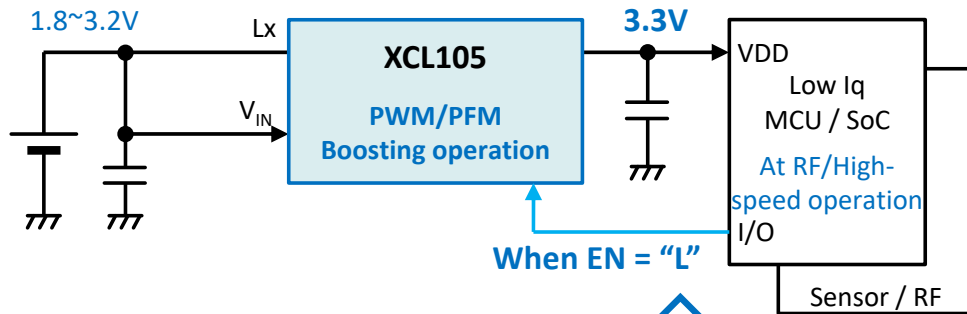 1.8~3.2V
Lx
XCL105
3.3V
VDD
Low Iq
MCU / SoC
VIN
PWM/PFM
Boosting operation
At RF/High-
speed operation
I/O
When EN = “L”
Sensor / RF